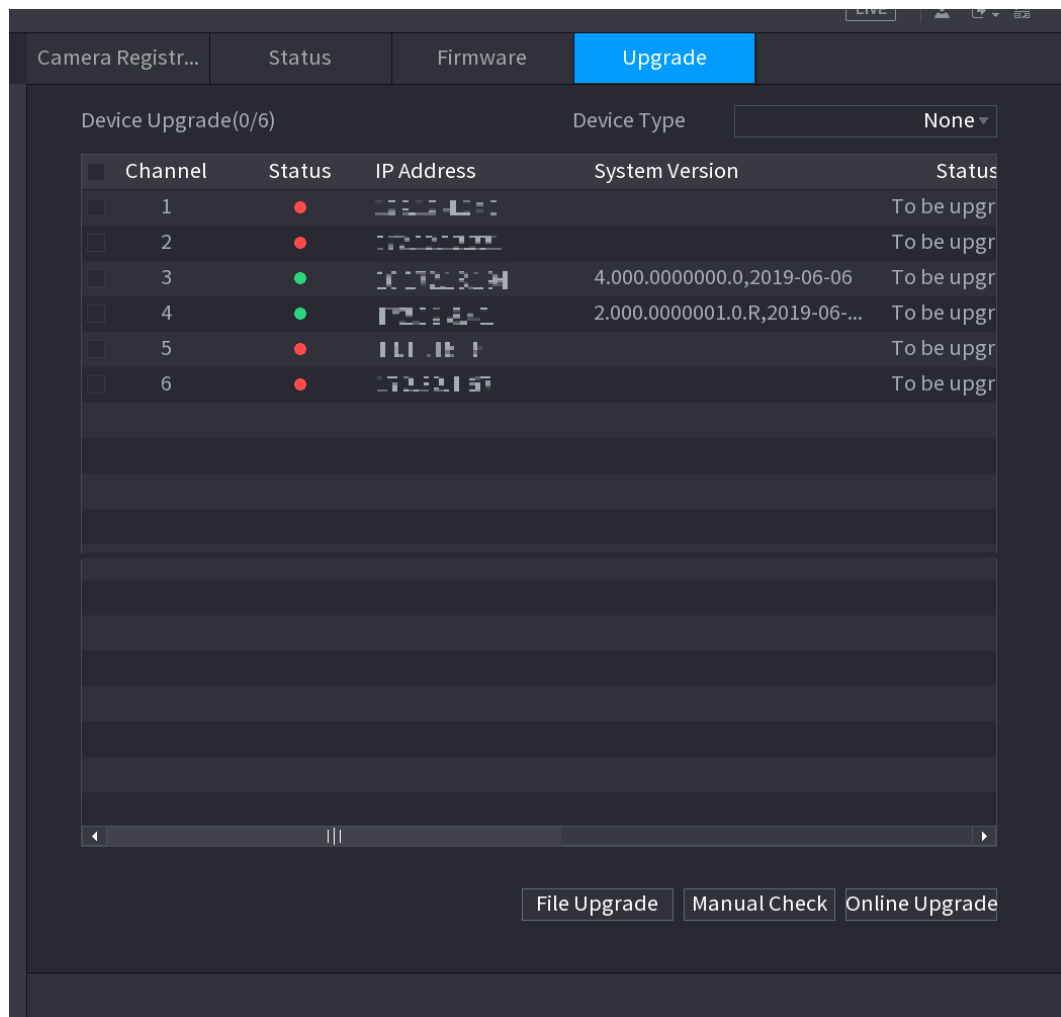 LIVE
Camera Registr... Status Firmware Upgrade
Device Upgrade(0/6) Device Type None
Channel Status IP Address System Version Status
1 To be upgr
2 To be upgr
3 4.000.0000000.0,2019-06-06 To be upgr
4 2.000.0000001.0.R,2019-06-... To be upgr
5 To be upgr
6 To be upgr
File Upgrade Manual Check Online Upgrade